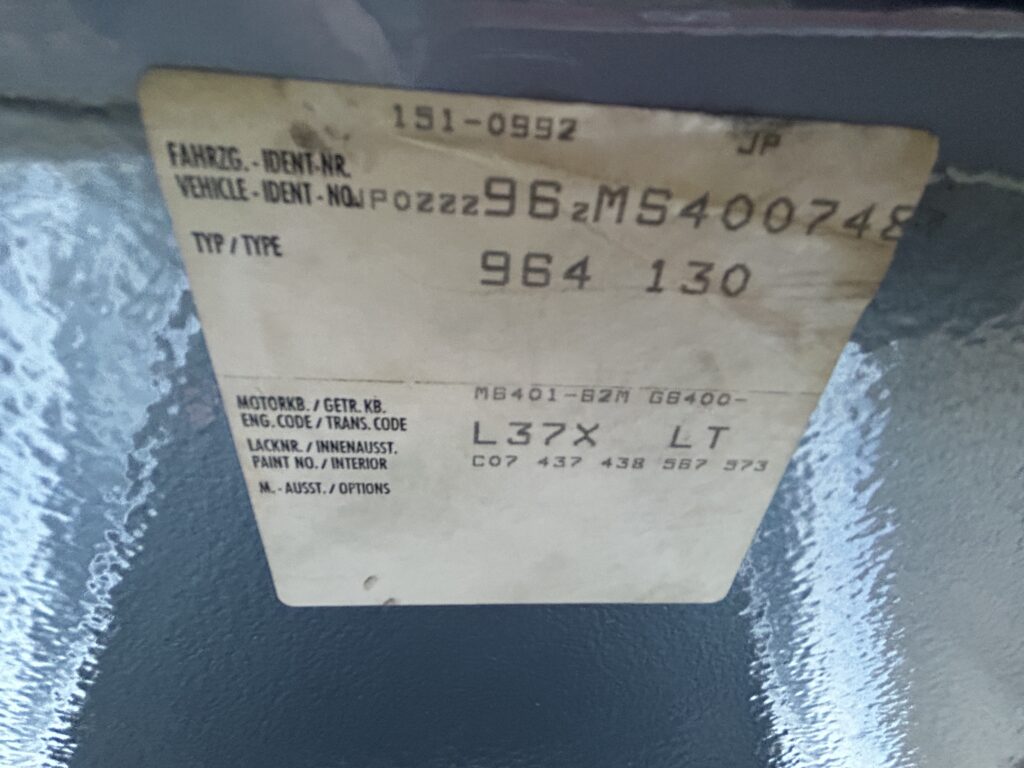 151-0992 JP
FAHRZG.-IDENT-NR.
VEHICLE-IDENT-NO. WP0ZZZ96ZMS400748
TYP / TYPE 964 130
MOTORKB. / GETR. KB. M6401-62M G6400-
ENG. CODE / TRANS. CODE
LACKNR. / INNENAUSST. L37X LT
PAINT NO. / INTERIOR C07 437 438 567 573
M.-AUSST. / OPTIONS